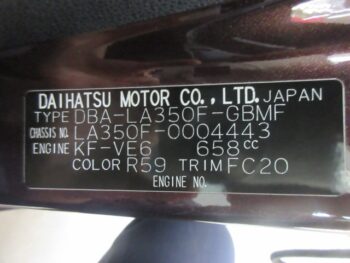 DAIHATSU MOTOR CO., LTD. JAPAN
TYPE DBA-LA350F-GBMF
CHASSIS NO. LA350F-0004443
ENGINE KF-VE6 658cc
COLOR R59 TRIM FC20
ENGINE NO.